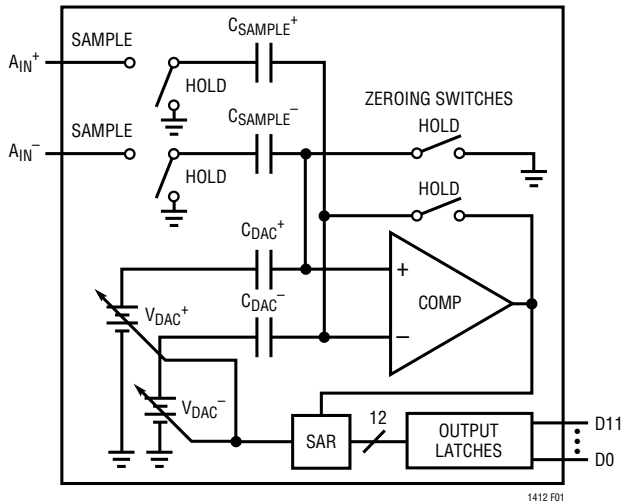 C_SAMPLE⁺
SAMPLE
A_IN⁺
HOLD
C_SAMPLE⁻
ZEROING SWITCHES
HOLD
SAMPLE
A_IN⁻
HOLD
HOLD
C_DAC⁺
+
COMP
C_DAC⁻
−
V_DAC⁺
V_DAC⁻
12
SAR
OUTPUT
LATCHES
D11
D0
1412 F01